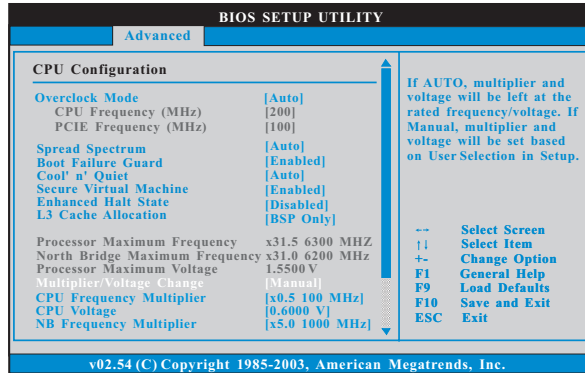 BIOS SETUP UTILITY
Advanced
CPU Configuration
Overclock Mode [Auto]
CPU Frequency (MHz) [200]
PCIE Frequency (MHz) [100]
Spread Spectrum [Auto]
Boot Failure Guard [Enabled]
Cool' n' Quiet [Auto]
Secure Virtual Machine [Enabled]
Enhanced Halt State [Disabled]
L3 Cache Allocation [BSP Only]
Processor Maximum Frequency x31.5 6300 MHZ
North Bridge Maximum Frequency x31.0 6200 MHz
Processor Maximum Voltage 1.5500 V
Multiplier/Voltage Change [Manual]
CPU Frequency Multiplier [x0.5 100 MHz]
CPU Voltage [0.6000 V]
NB Frequency Multiplier [x5.0 1000 MHz]
If AUTO, multiplier and
voltage will be left at the
rated frequency/voltage. If
Manual, multiplier and
voltage will be set based
on User Selection in Setup.
←→ Select Screen
↑↓ Select Item
+- Change Option
F1 General Help
F9 Load Defaults
F10 Save and Exit
ESC Exit
v02.54 (C) Copyright 1985-2003, American Megatrends, Inc.